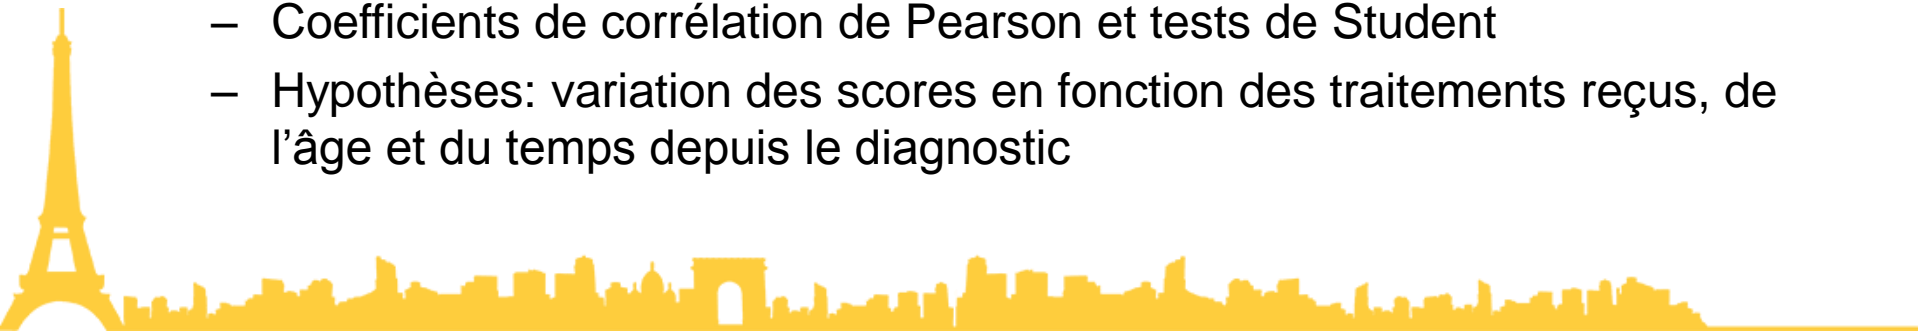 – Coefficients de corrélation de Pearson et tests de Student
– Hypothèses: variation des scores en fonction des traitements reçus, de
l’âge et du temps depuis le diagnostic